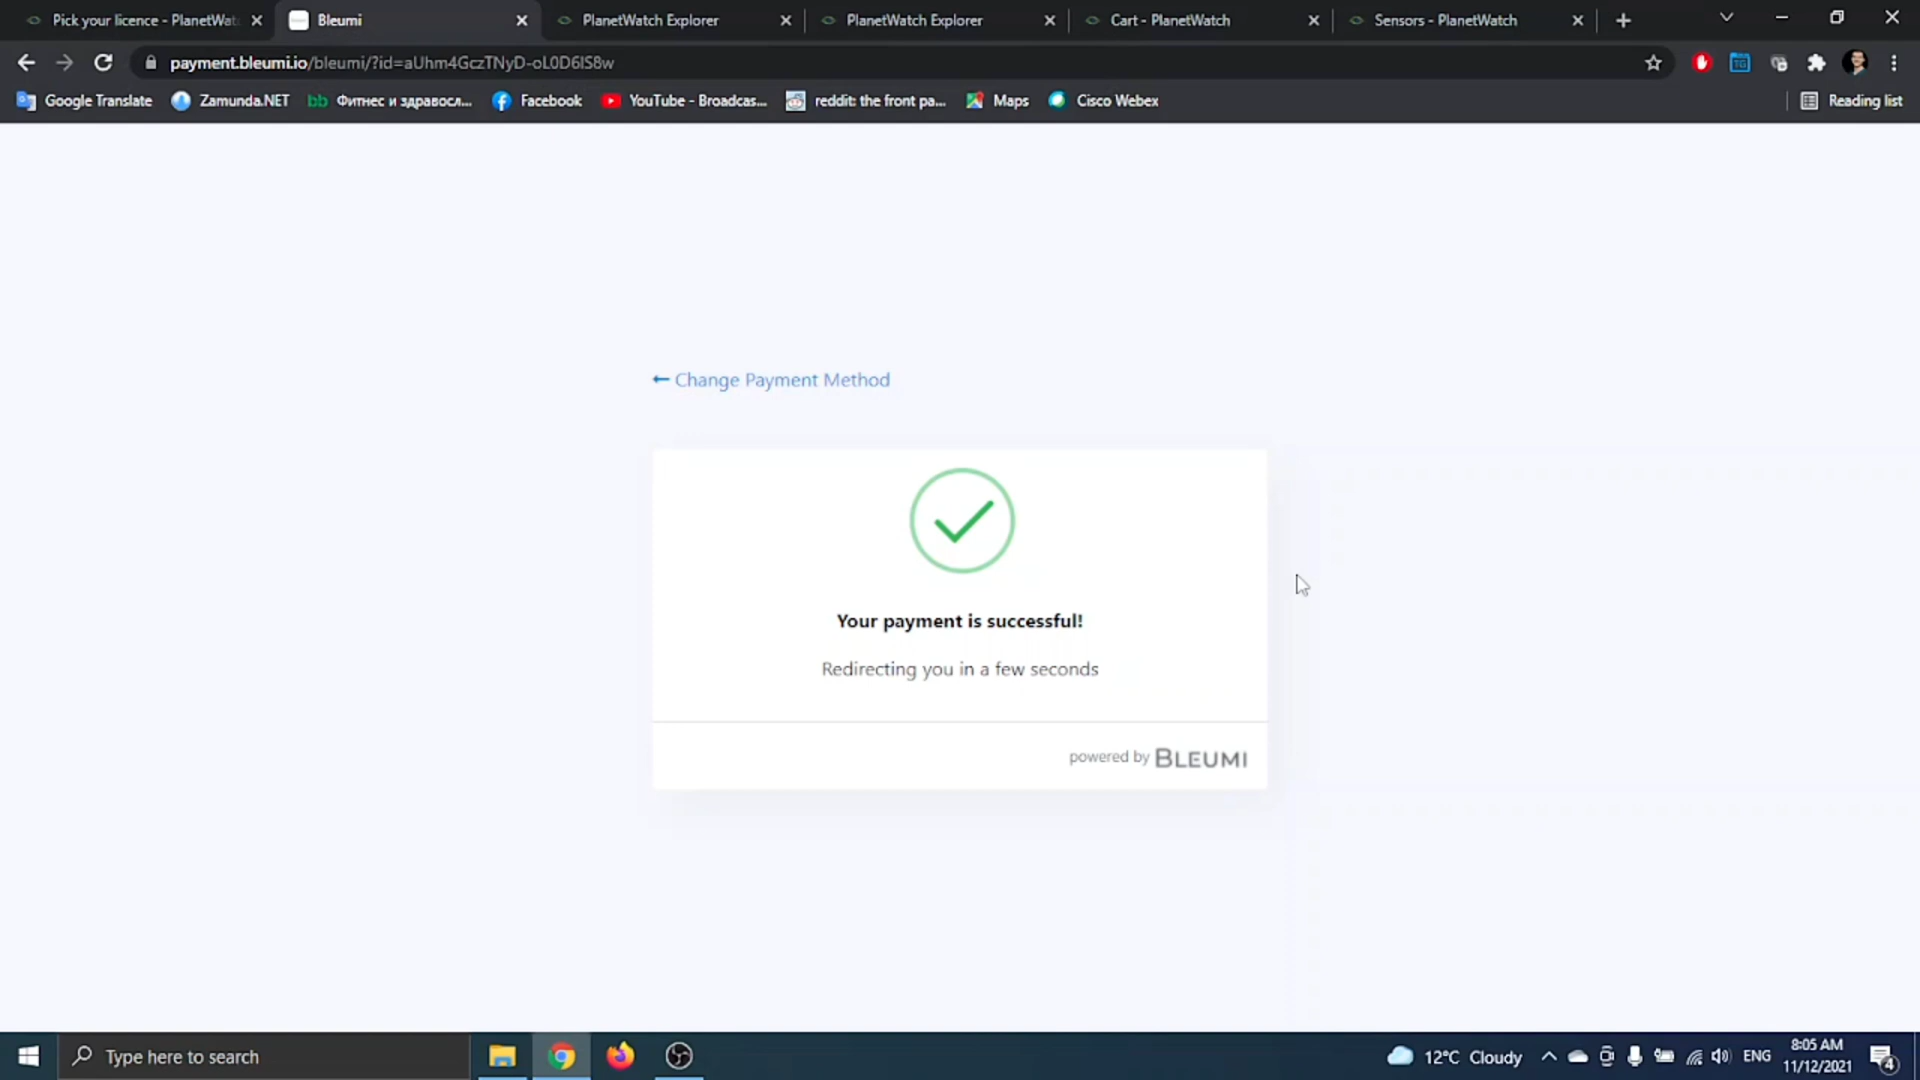 Pick your licence - PlanetWat
Bleumi
PlanetWatch Explorer
PlanetWatch Explorer
Cart - PlanetWatch
Sensors - PlanetWatch
payment.bleumi.io/bleumi/?id=aUhm4GczTNyD-oL0D6IS8w
Google Translate
Zamunda.NET
bb Фитнес и здравосл...
Facebook
YouTube - Broadcas...
reddit: the front pa...
Maps
Cisco Webex
Reading list
← Change Payment Method
Your payment is successful!
Redirecting you in a few seconds
powered by BLEUMI
Type here to search
12°C Cloudy
ENG
8:05 AM
11/12/2021
4